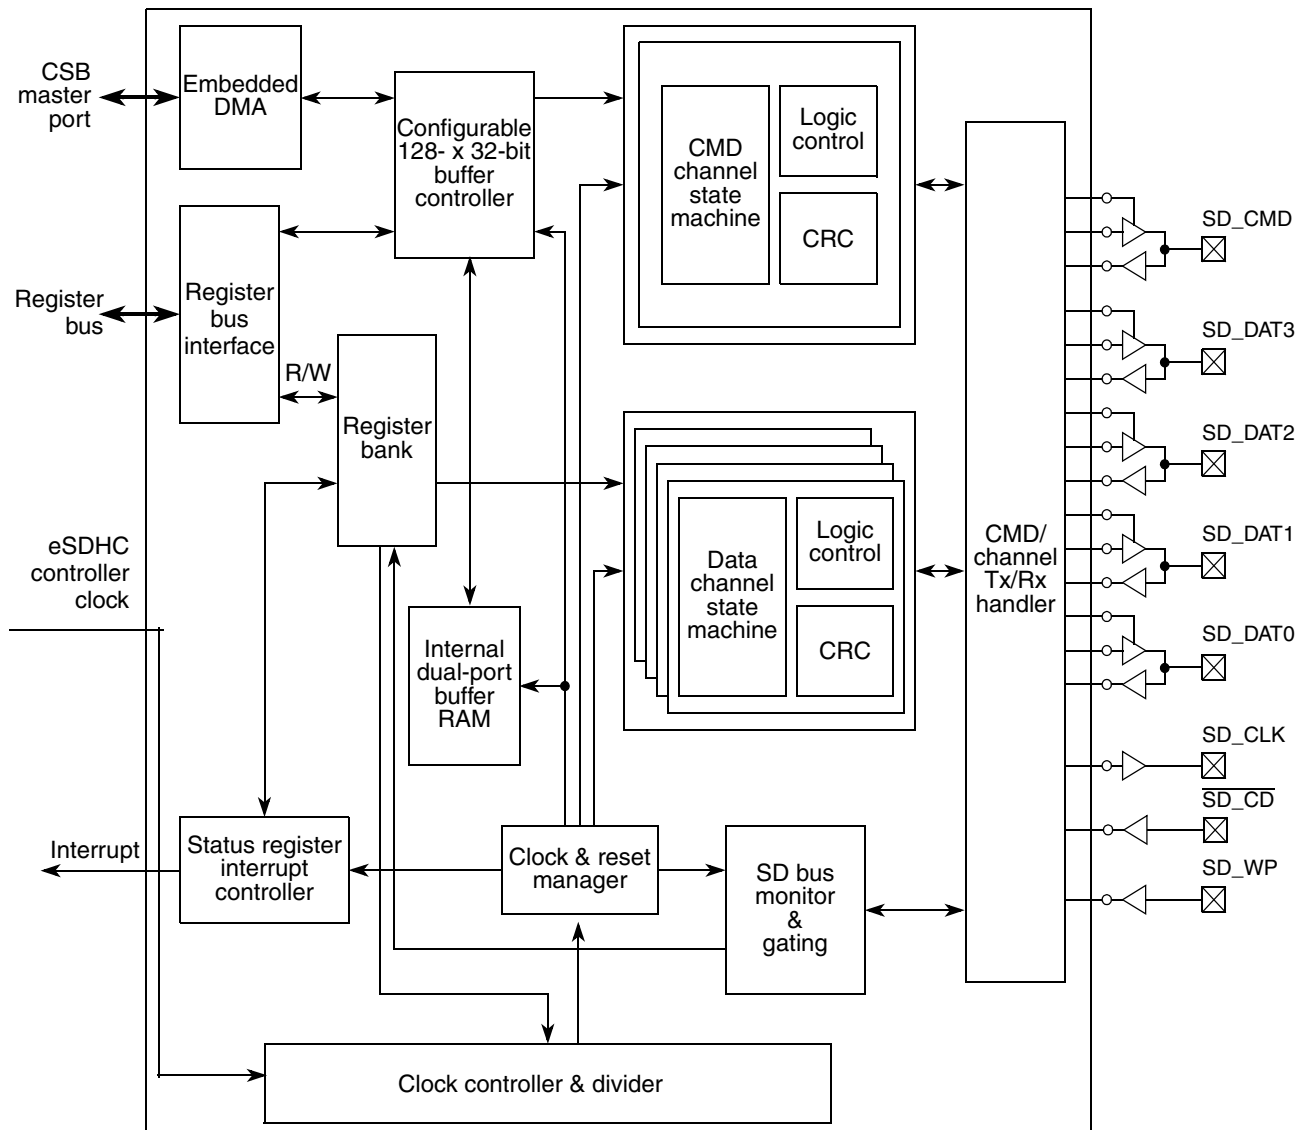 CSB
master
port
Embedded
DMA
Configurable
128- x 32-bit
buffer
controller
CMD
channel
state
machine
Logic
control
CRC
SD_CMD
Register
bus
Register
bus
interface
R/W
Register
bank
SD_DAT3
SD_DAT2
eSDHC
controller
clock
Data
channel
state
machine
Logic
control
CRC
CMD/
channel
Tx/Rx
handler
SD_DAT1
SD_DAT0
Internal
dual-port
buffer
RAM
SD_CLK
SD_CD
SD_WP
Interrupt
Status register
interrupt
controller
Clock & reset
manager
SD bus
monitor
&
gating
Clock controller & divider